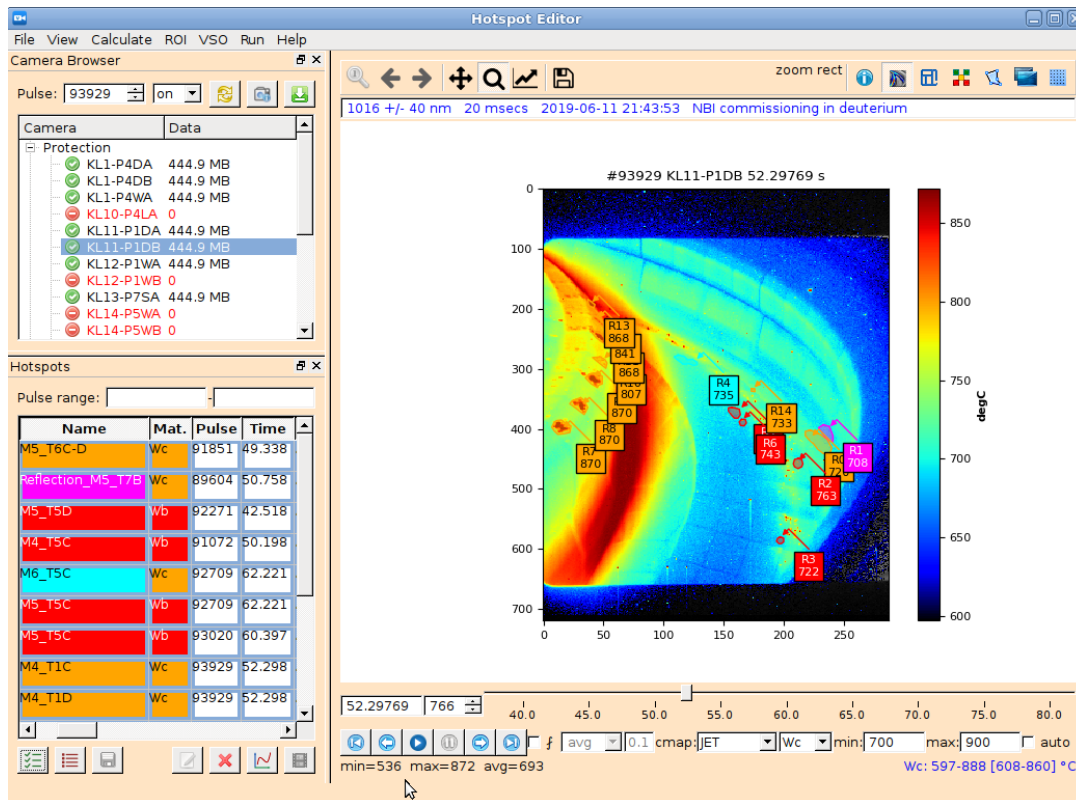 Hotspot Editor
File View Calculate ROI VSO Run Help
Camera Browser
Pulse: 93929 on
Camera Data
Protection
KL1-P4DA 444.9 MB
KL1-P4DB 444.9 MB
KL1-P4WA 444.9 MB
KL10-P4LA 0
KL11-P1DA 444.9 MB
KL11-P1DB 444.9 MB
KL12-P1WA 444.9 MB
KL12-P1WB 0
KL13-P7SA 444.9 MB
KL14-P5WA 0
KL14-P5WB 0
Hotspots
Pulse range: -
Name Mat. Pulse Time
M5_T6C-D Wc 91851 49.338
Reflection_M5_T7B Wc 89604 50.758
M5_T5D Wb 92271 42.518
M4_T5C Wb 91072 50.198
M6_T5C Wc 92709 62.221
M5_T5C Wb 92709 62.221
M5_T5C Wb 93020 60.397
M4_T1C Wc 93929 52.298
M4_T1D Wc 93929 52.298
zoom rect
1016 +/- 40 nm 20 msecs 2019-06-11 21:43:53 NBI commissioning in deuterium
#93929 KL11-P1DB 52.29769 s
0
100
200
300
400
500
600
700
0 50 100 150 200 250
R13
868
841
868
807
870
R8
870
R7
870
R4
735
R14
733
R6
743
R1
708
R2
763
R3
722
850
800
750
700
650
600
degC
52.29769 766
40.0 45.0 50.0 55.0 60.0 65.0 70.0 75.0 80.0
avg 0.1 cmap: JET Wc min: 700 max: 900 auto
min=536 max=872 avg=693
Wc: 597-888 [608-860] °C